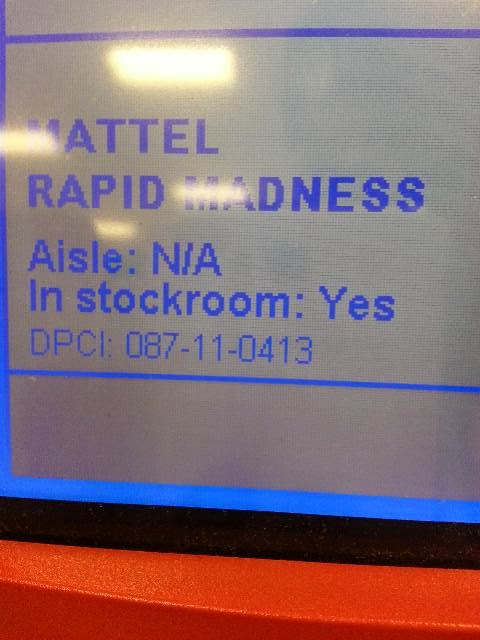 MATTEL
RAPID MADNESS
Aisle: N/A
In stockroom: Yes
DPCI: 087-11-0413